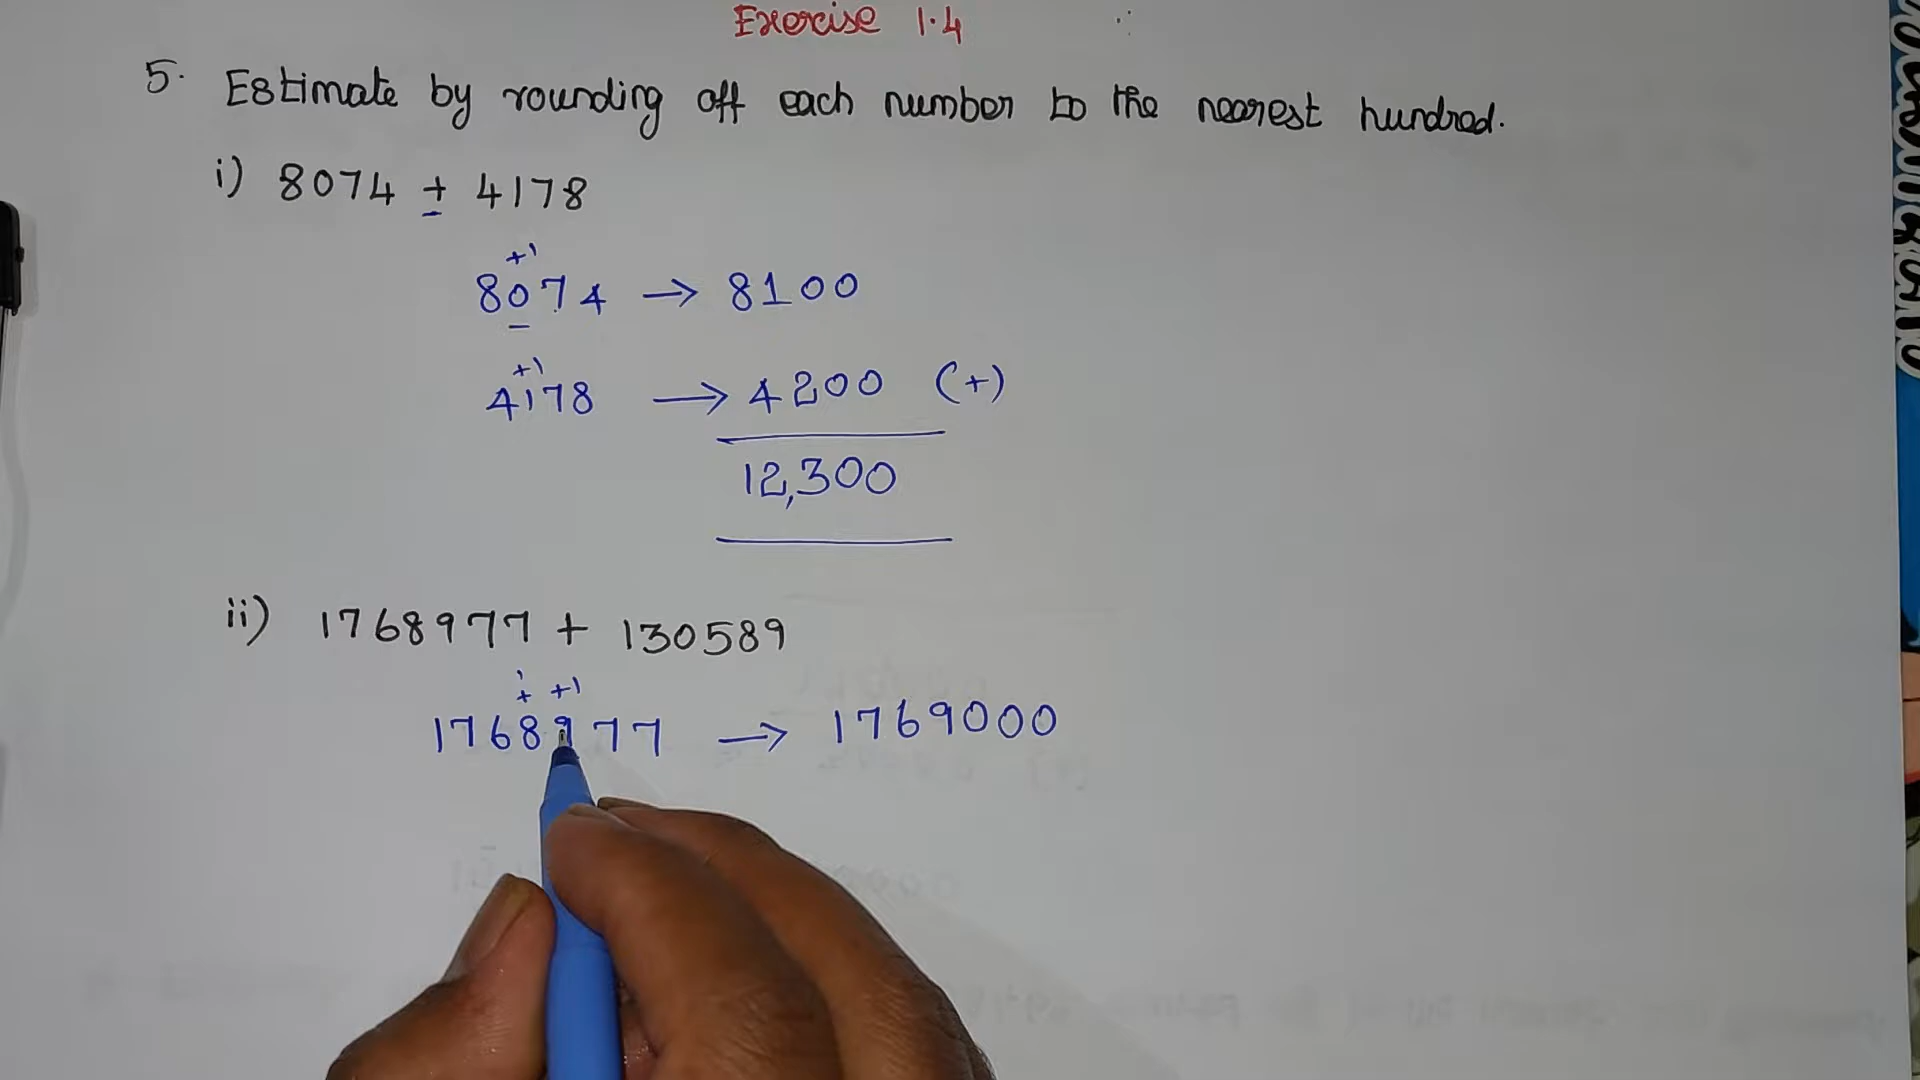 Exercise 1.4
5. Estimate by rounding off each number to the nearest hundred.
i) 8074 + 4178
+1
8074 → 8100
+1
4178 → 4200 (+)
12,300
ii) 1768977 + 130589
1
+ +1
1768977 → 1769000